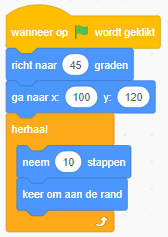 wanneer op wordt geklikt
richt naar 45 graden
ga naar x: 100 y: 120
herhaal
neem 10 stappen
keer om aan de rand